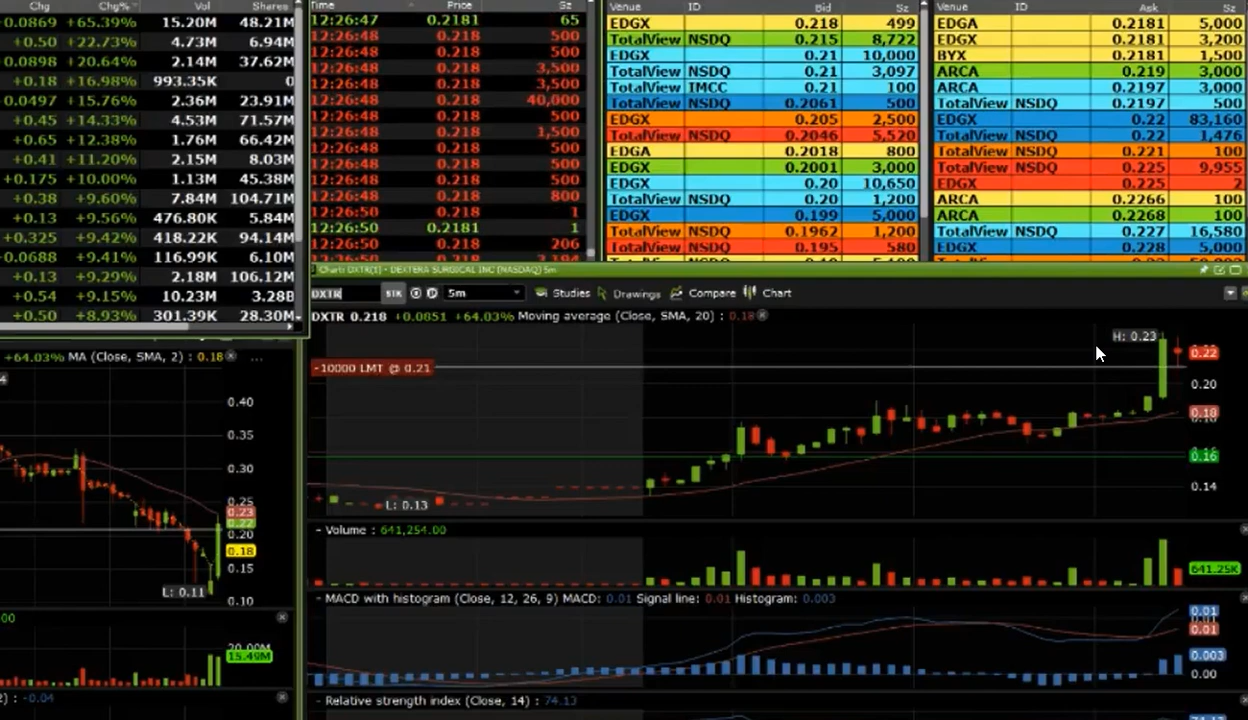 0.0869 +65.39% 15.20M 48.21M
+0.50 +22.73% 4.73M 6.94M
0.0898 +20.64% 2.14M 37.62M
+0.18 +16.98% 993.35K 0
0.0497 +15.76% 2.36M 23.91M
+0.45 +14.33% 4.53M 71.57M
+0.65 +12.38% 1.76M 66.42M
+0.41 +11.20% 2.15M 8.03M
+0.175 +10.00% 1.13M 45.38M
+0.38 +9.60% 7.84M 104.71M
+0.13 +9.56% 476.80K 5.84M
+0.325 +9.42% 418.22K 94.14M
0.0688 +9.41% 116.99K 6.10M
+0.13 +9.29% 2.18M 106.12M
+0.54 +9.15% 10.23M 3.28B
+0.50 +8.93% 301.39K 28.30M
Chg Chg% Vol Shares
Time Price Sz
12:26:47 0.2181 65
12:26:48 0.218 500
12:26:48 0.218 500
12:26:48 0.218 3,500
12:26:48 0.218 3,500
12:26:48 0.218 40,000
12:26:48 0.218 500
12:26:48 0.218 1,500
12:26:48 0.218 500
12:26:48 0.218 500
12:26:48 0.218 500
12:26:48 0.218 800
12:26:50 0.218 1
12:26:50 0.2181 1
12:26:50 0.218 206
12:26:50 0.218
Venue ID Bid Sz
EDGX 0.218 499
TotalView NSDQ 0.215 8,722
EDGX 0.21 10,000
TotalView NSDQ 0.21 3,097
TotalView IMCC 0.21 100
TotalView NSDQ 0.2061 500
EDGX 0.205 2,500
TotalView NSDQ 0.2046 5,520
EDGA 0.2018 800
EDGX 0.2001 3,000
EDGX 0.20 10,650
TotalView NSDQ 0.20 1,200
EDGX 0.199 5,000
TotalView NSDQ 0.1962 1,200
TotalView NSDQ 0.195 580
Venue ID Ask Sz
EDGA 0.2181 5,000
EDGX 0.2181 3,200
BYX 0.2181 1,500
ARCA 0.219 3,000
ARCA 0.2197 3,000
TotalView NSDQ 0.2197 500
EDGX 0.22 83,160
TotalView NSDQ 0.22 1,476
TotalView NSDQ 0.221 100
TotalView NSDQ 0.225 9,955
EDGX 0.225 2
ARCA 0.2266 100
ARCA 0.2268 100
TotalView NSDQ 0.227 16,580
EDGX 0.228 5,000
Chart: DXTR(1) - DEXTERA SURGICAL INC (NASDAQ) 5m
DXTR STK 5m Studies Drawings Compare Chart
DXTR 0.218 +0.0851 +64.03% Moving average (Close, SMA, 20) : 0.18
H: 0.23
0.22
-10000 LMT @ 0.21
0.20
0.18
0.16
0.14
L: 0.13
- Volume : 641,254.00
641.25K
- MACD with histogram (Close, 12, 26, 9) MACD: 0.01 Signal line: 0.01 Histogram: 0.003
0.01
0.01
0.003
0.00
- Relative strength index (Close, 14) : 74.13
74.13
+64.03% MA (Close, SMA, 2) : 0.18 ...
4
0.40
0.35
0.30
0.25
0.23
0.22
0.20
0.18
0.15
L: 0.11
0.10
00
20.00M
15.49M
2) : -0.04